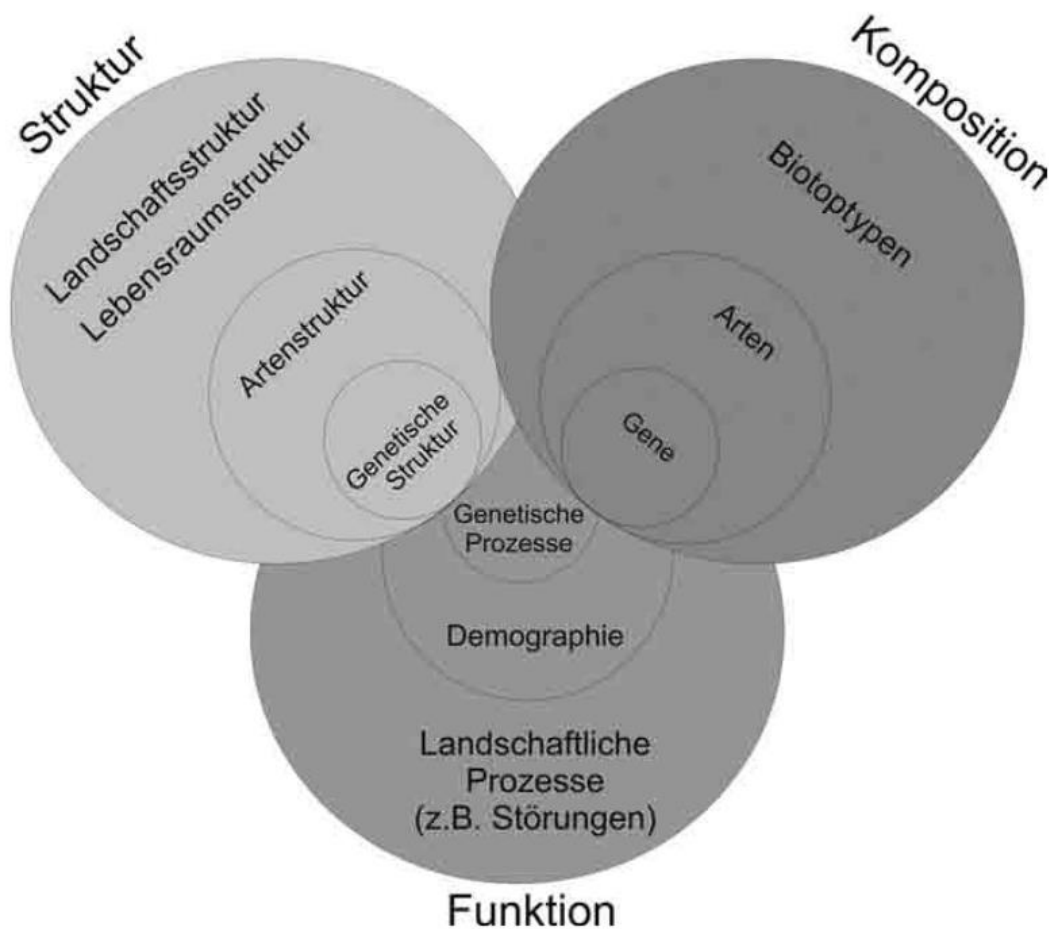 Struktur
Landschaftsstruktur
Lebensraumstruktur
Artenstruktur
Genetische
Struktur
Komposition
Biotoptypen
Arten
Gene
Genetische
Prozesse
Demographie
Landschaftliche
Prozesse
(z.B. Störungen)
Funktion